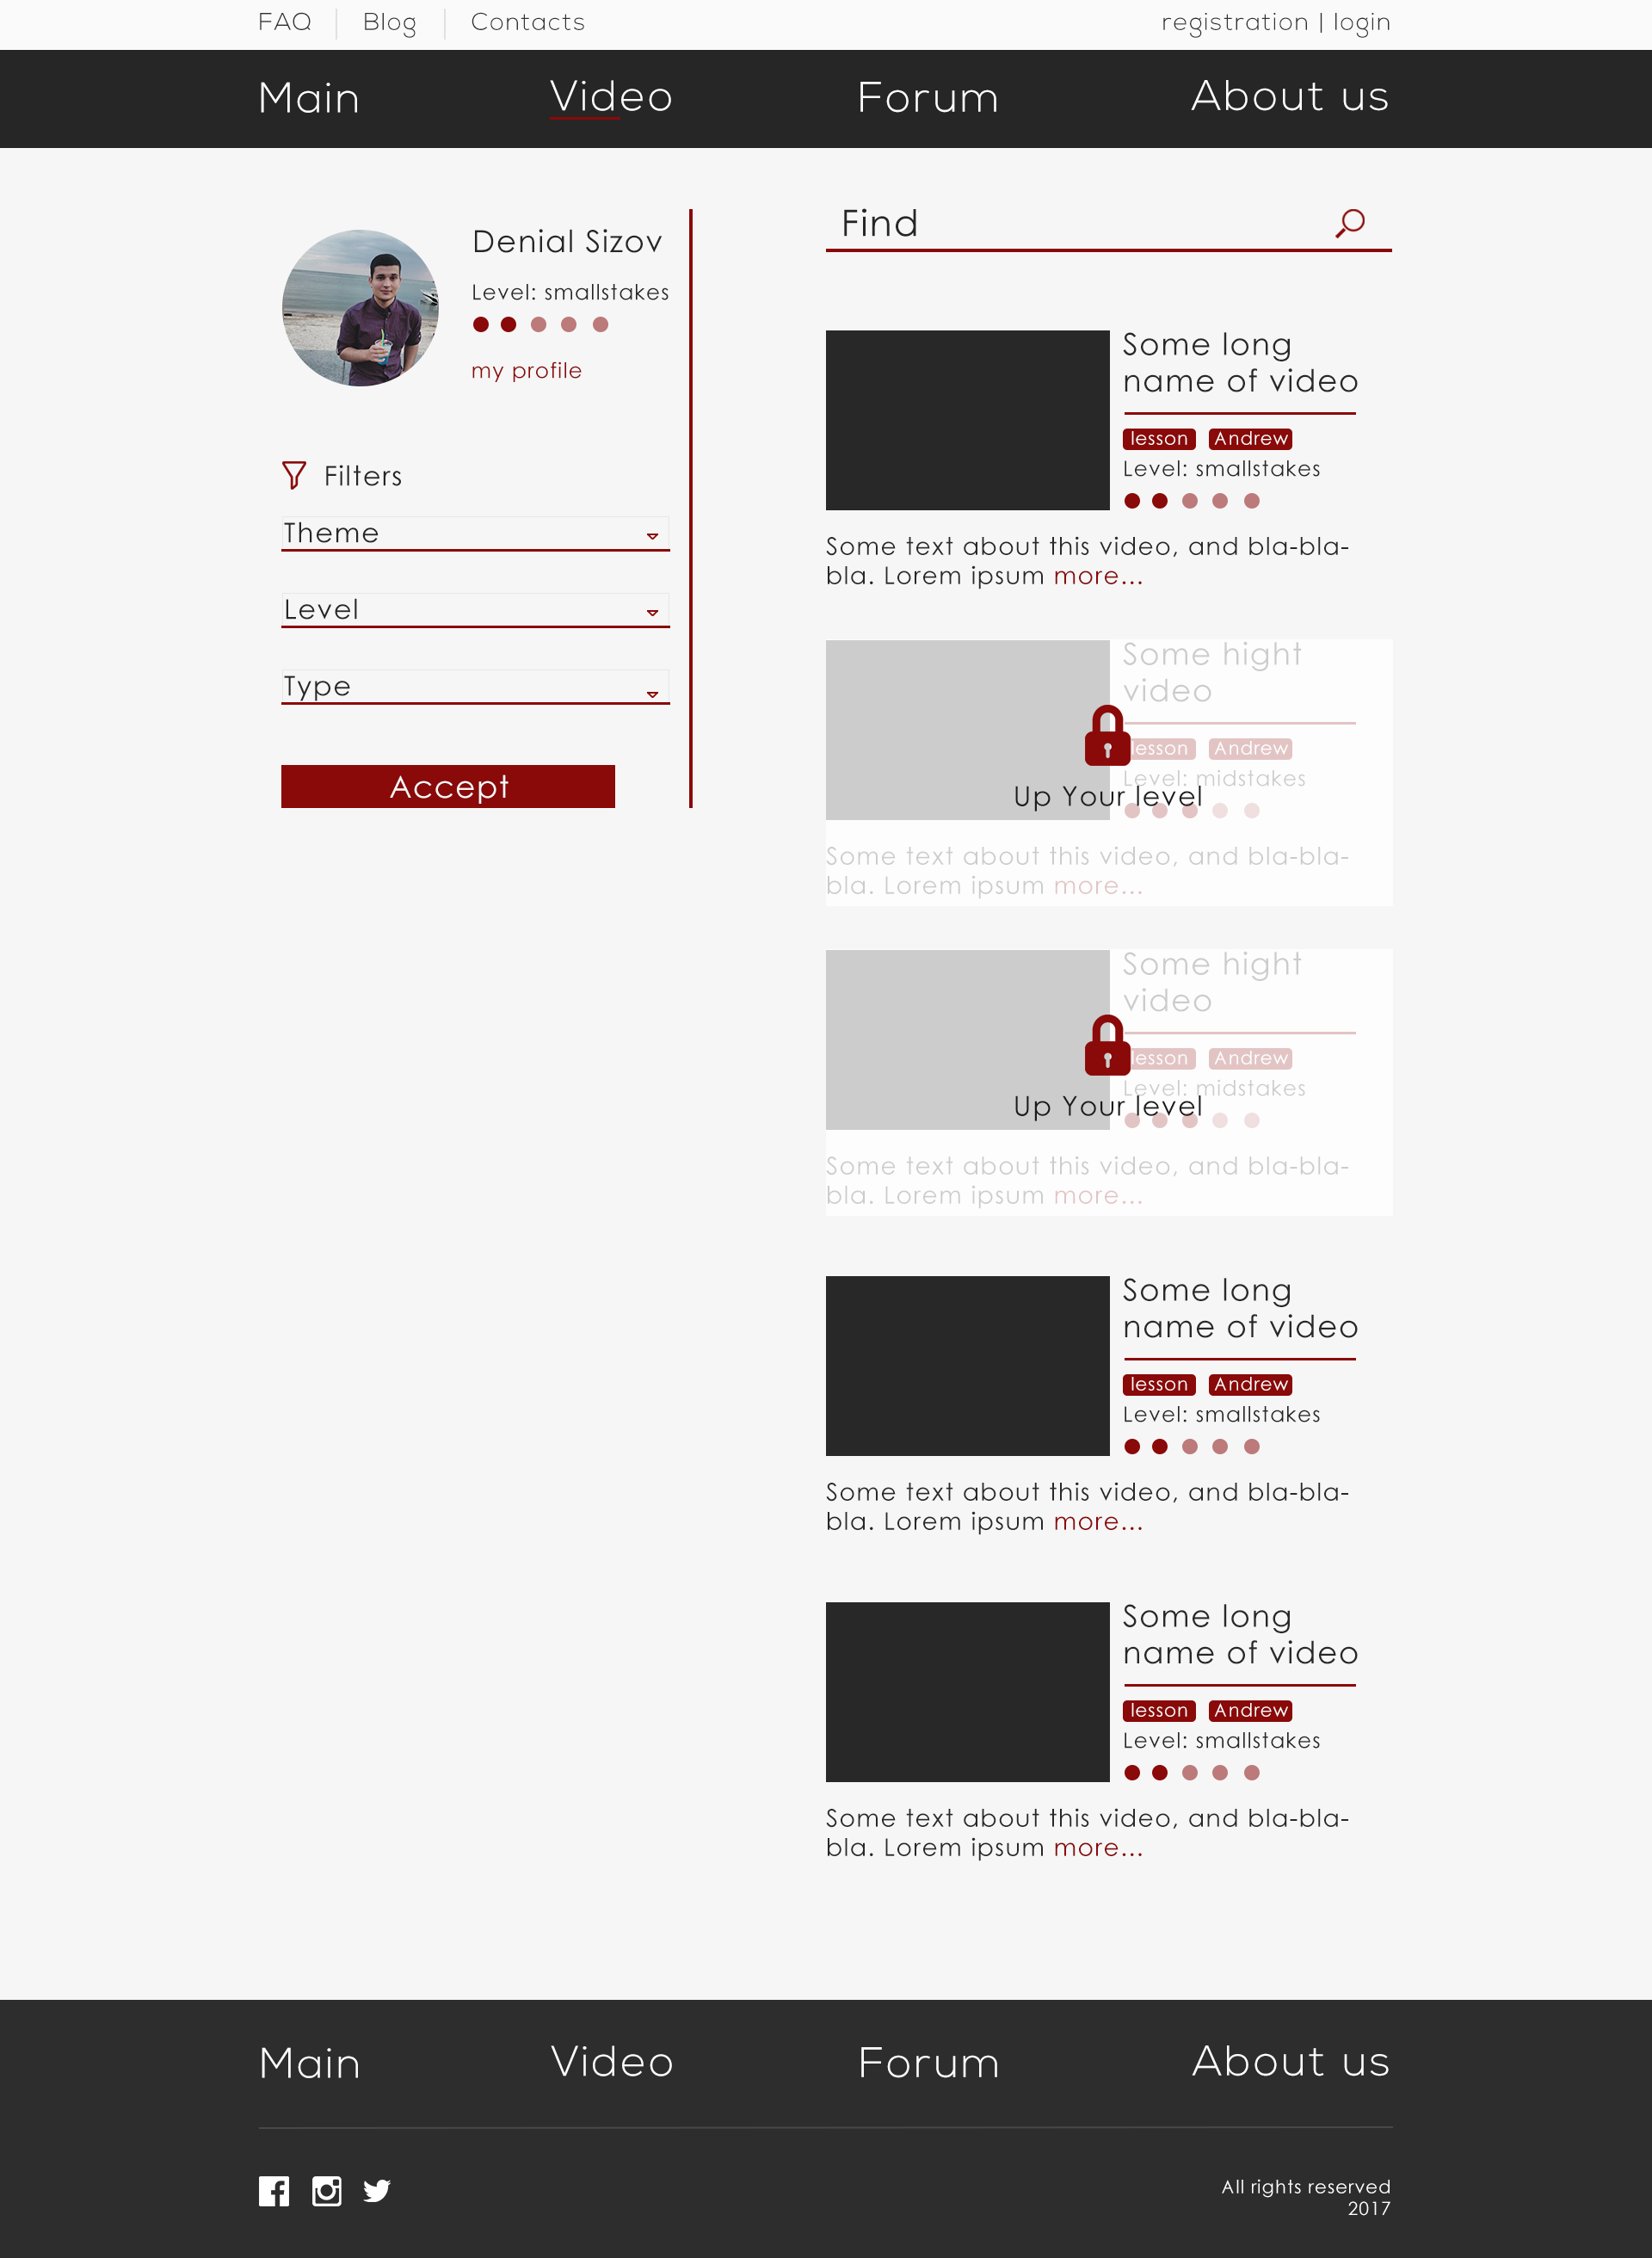 FAQ Blog Contacts registration | login
Main Video Forum About us
Denial Sizov
Level: smallstakes
my profile
Filters
Theme
Level
Type
Accept
Find
Some long
name of video
lesson Andrew
Level: smallstakes
Some text about this video, and bla-bla-
bla. Lorem ipsum more...
Some hight
video
lesson Andrew
Level: midstakes
Up Your level
Some text about this video, and bla-bla-
bla. Lorem ipsum more...
Some hight
video
lesson Andrew
Level: midstakes
Up Your level
Some text about this video, and bla-bla-
bla. Lorem ipsum more...
Some long
name of video
lesson Andrew
Level: smallstakes
Some text about this video, and bla-bla-
bla. Lorem ipsum more...
Some long
name of video
lesson Andrew
Level: smallstakes
Some text about this video, and bla-bla-
bla. Lorem ipsum more...
Main Video Forum About us
All rights reserved
2017